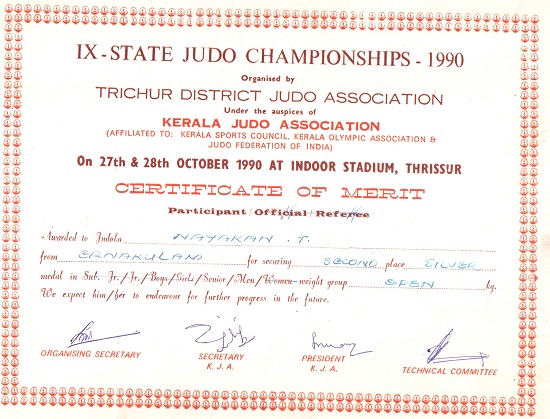 IX-STATE JUDO CHAMPIONSHIPS - 1990
Organised by
TRICHUR DISTRICT JUDO ASSOCIATION
Under the auspices of
KERALA JUDO ASSOCIATION
(AFFILIATED TO: KERALA SPORTS COUNCIL, KERALA OLYMPIC ASSOCIATION &
JUDO FEDERATION OF INDIA)
On 27th & 28th OCTOBER 1990 AT INDOOR STADIUM, THRISSUR
CERTIFICATE OF MERIT
Participant/Official/Referee
Awarded to Judoka NAYAKAN .T.
from ERNAKULAM for securing SECOND place SILVER
medal in Sub. Jr./Jr./Boys/Girls/Senior/Men/Women-weight group OPEN kg.
We expect him/her to endeavour for further progress in the future.
ORGANISING SECRETARY
SECRETARY
K. J. A.
PRESIDENT
K. J. A.
TECHNICAL COMMITTEE